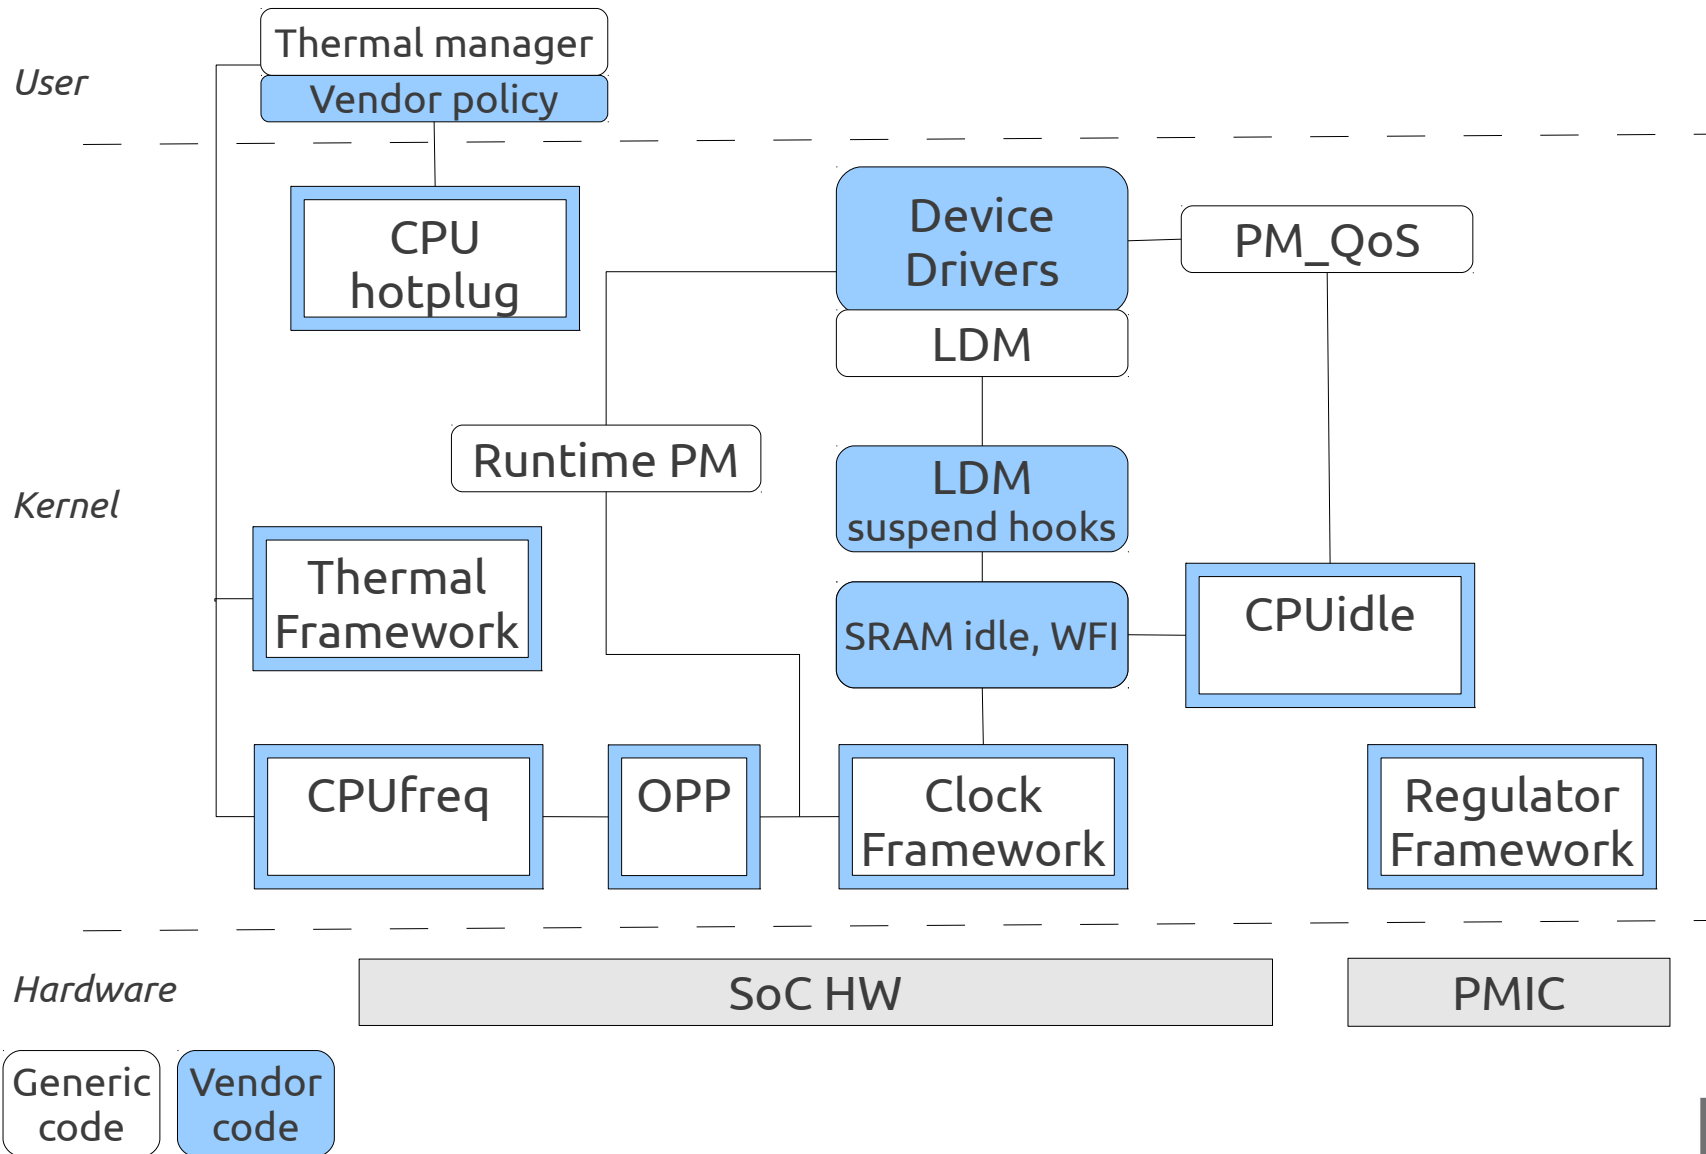 Thermal manager
User
Vendor policy
CPU
hotplug
Device
Drivers
PM_QoS
LDM
Runtime PM
LDM
suspend hooks
Kernel
Thermal
Framework
SRAM idle, WFI
CPUidle
CPUfreq
OPP
Clock
Framework
Regulator
Framework
Hardware
SoC HW
PMIC
Generic
code
Vendor
code